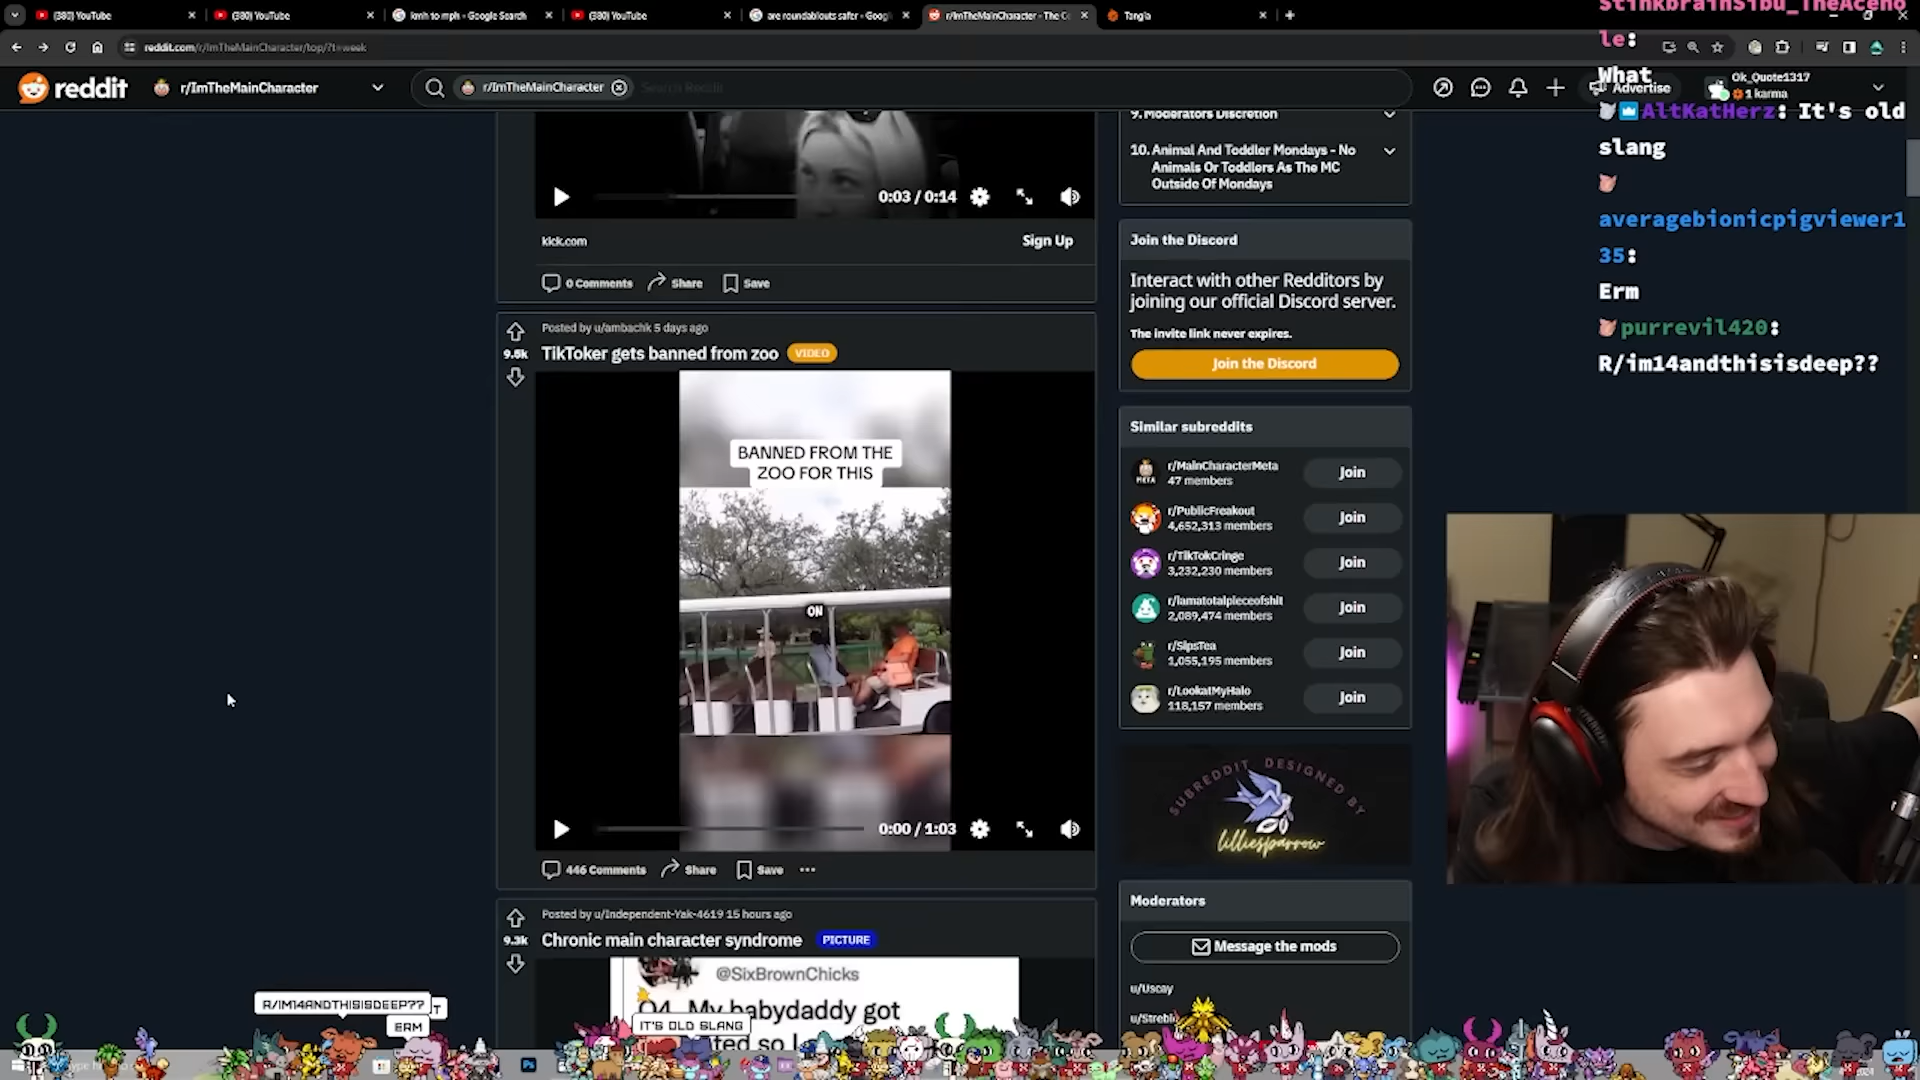 (380) YouTube
(380) YouTube
kmh to mph - Google Search
(380) YouTube
are roundabouts safer - Goog
r/ImTheMainCharacter - The C
Tangia
reddit.com/r/ImTheMainCharacter/top/?t=week
reddit
r/ImTheMainCharacter
r/ImTheMainCharacter
Search Reddit
Advertise
Ok_Quote1317
1 karma
StinkbrainSibu_TheAceho
le:
What
AltKatHerz: It's old
slang
averagebionicpigviewer1
35:
Erm
purrevil420:
R/im14andthisisdeep??
0:03 / 0:14
kick.com
Sign Up
0 Comments
Share
Save
Posted by u/ambachk 5 days ago
9.5k
TikToker gets banned from zoo
VIDEO
BANNED FROM THE
ZOO FOR THIS
ON
0:00 / 1:03
446 Comments
Share
Save
Posted by u/Independent-Yak-4619 15 hours ago
9.3k
Chronic main character syndrome
PICTURE
@SixBrownChicks
04. My babydaddy got
ted so
9. Moderators Discretion
10. Animal And Toddler Mondays - No
Animals Or Toddlers As The MC
Outside Of Mondays
Join the Discord
Interact with other Redditors by
joining our official Discord server.
The invite link never expires.
Join the Discord
Similar subreddits
r/MainCharacterMeta
47 members
Join
r/PublicFreakout
4,652,313 members
Join
r/TikTokCringe
3,232,230 members
Join
r/Iamatotalpieceofshit
2,089,474 members
Join
r/SipsTea
1,055,195 members
Join
r/LookatMyHalo
118,157 members
Join
SUBREDDIT DESIGNED BY
lilliesparrow
Moderators
Message the mods
u/Uscay
u/Strebl
R/IM14ANDTHISISDEEP??
T
ERM
IT'S OLD SLANG